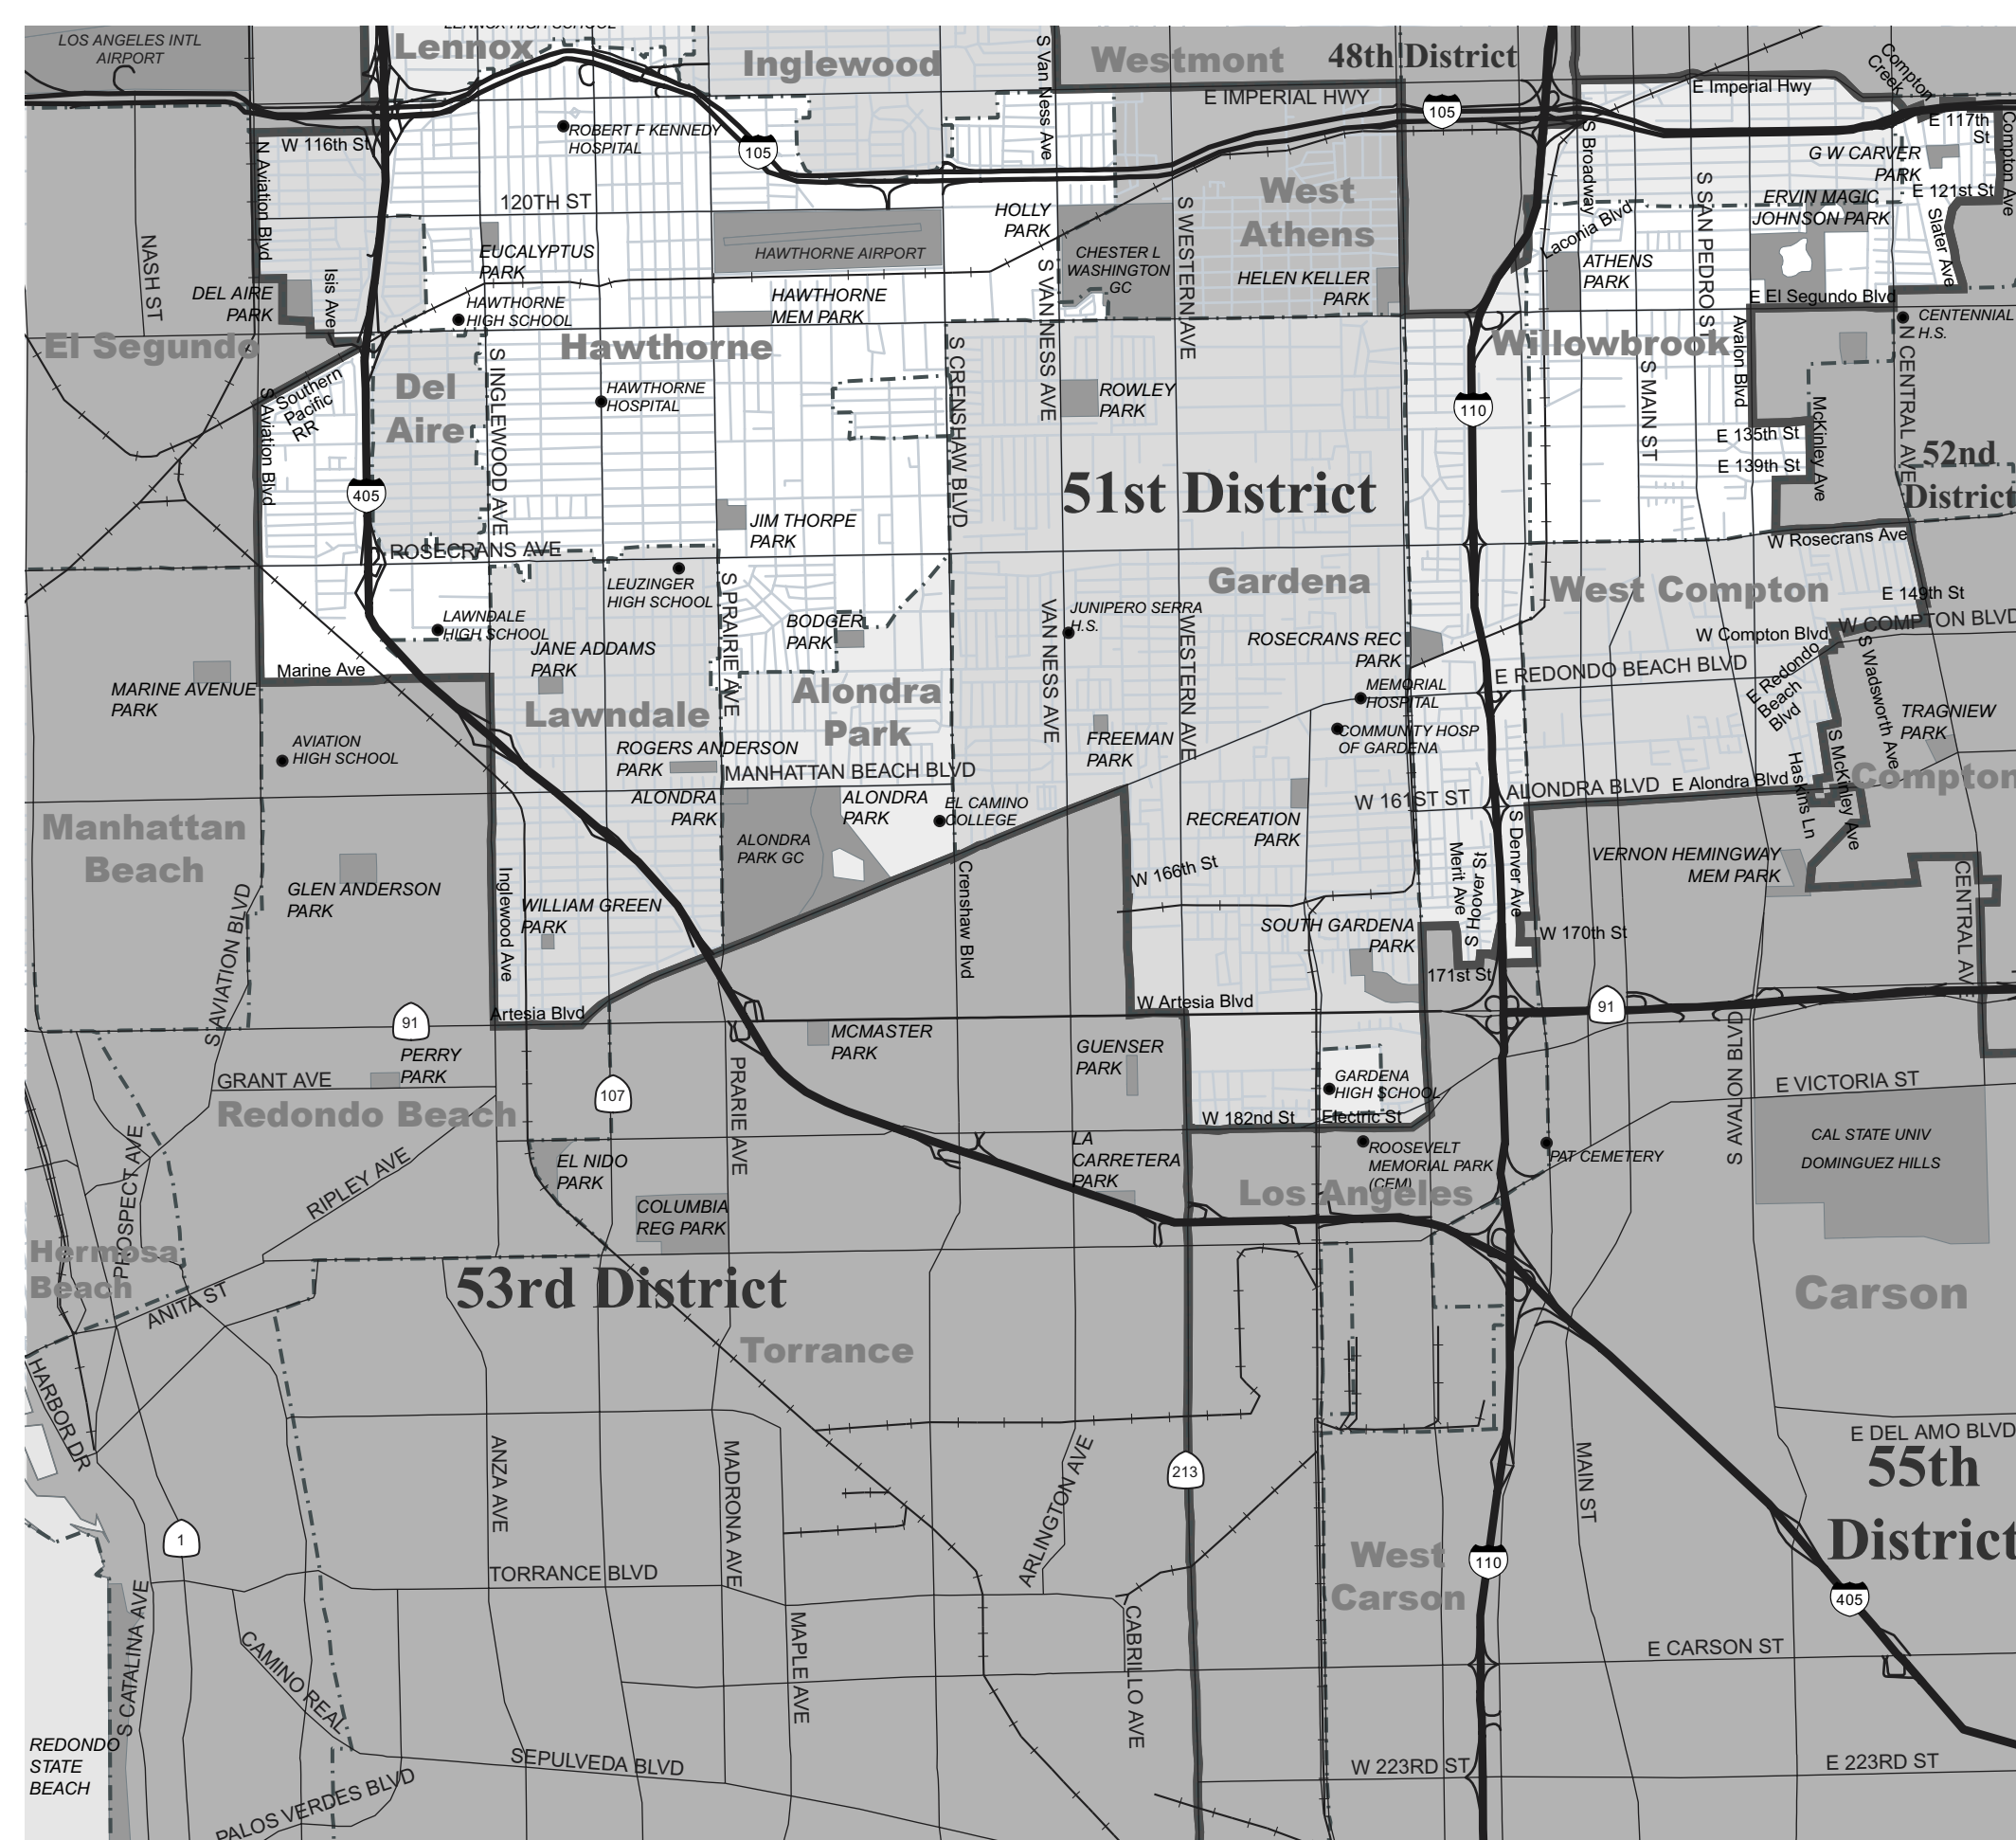 LENNOX HIGH SCHOOL
LOS ANGELES INTL
AIRPORT
Lennox
Inglewood
S Van Ness Ave
Westmont
48th District
Compton
Creek
E IMPERIAL HWY
105
E Imperial Hwy
E 117th
St
Compton Ave
W 116th St
N Aviation Blvd
ROBERT F KENNEDY
HOSPITAL
105
S Broadway
G W CARVER
PARK
E 121st St
120TH ST
HOLLY
PARK
S WESTERN AVE
West
Athens
S SAN PEDRO ST
ERVIN MAGIC
JOHNSON PARK
Slater Ave
Laconia Blvd
NASH ST
Isis Ave
EUCALYPTUS
PARK
HAWTHORNE AIRPORT
CHESTER L
WASHINGTON
GC
HELEN KELLER
PARK
ATHENS
PARK
DEL AIRE
PARK
HAWTHORNE
HIGH SCHOOL
HAWTHORNE
MEM PARK
S VAN NESS AVE
E El Segundo Blvd
CENTENNIAL
H.S.
El Segundo
Hawthorne
Willowbrook
Del
Aire
S INGLEWOOD AVE
S CRENSHAW BLVD
S MAIN ST
Avalon Blvd
N CENTRAL AVE
Southern
Pacific
RR
S Aviation Blvd
HAWTHORNE
HOSPITAL
ROWLEY
PARK
110
McKinley Ave
E 135th St
E 139th St
52nd
District
405
51st District
JIM THORPE
PARK
ROSECRANS AVE
W Rosecrans Ave
LEUZINGER
HIGH SCHOOL
S PRAIRIE AVE
Gardena
West Compton
E 149th St
LAWNDALE
HIGH SCHOOL
BODGER
PARK
VAN NESS AVE
JUNIPERO SERRA
H.S.
WESTERN AVE
ROSECRANS REC
PARK
W Compton Blvd
W COMPTON BLVD
JANE ADDAMS
PARK
Marine Ave
E REDONDO BEACH BLVD
E Redondo
Beach
Blvd
S Wadsworth Ave
MARINE AVENUE
PARK
Alondra
Park
MEMORIAL
HOSPITAL
TRAGNIEW
PARK
Lawndale
AVIATION
HIGH SCHOOL
ROGERS ANDERSON
PARK
MANHATTAN BEACH BLVD
FREEMAN
PARK
COMMUNITY HOSP
OF GARDENA
Haskins Ln
S McKinley Ave
Compton
ALONDRA
PARK
ALONDRA
PARK
EL CAMINO
COLLEGE
W 161ST ST
ALONDRA BLVD
E Alondra Blvd
Manhattan
Beach
ALONDRA
PARK GC
RECREATION
PARK
S Denver Ave
Merit Ave
S Hoover St
VERNON HEMINGWAY
MEM PARK
GLEN ANDERSON
PARK
Inglewood Ave
WILLIAM GREEN
PARK
Crenshaw Blvd
W 166th St
SOUTH GARDENA
PARK
W 170th St
CENTRAL AVE
S AVIATION BLVD
171st St
Artesia Blvd
W Artesia Blvd
91
91
MCMASTER
PARK
PERRY
PARK
GUENSER
PARK
S AVALON BLVD
GRANT AVE
107
PRARIE AVE
GARDENA
HIGH SCHOOL
E VICTORIA ST
Redondo Beach
W 182nd St
Electric St
PROSPECT AVE
RIPLEY AVE
EL NIDO
PARK
LA
CARRETERA
PARK
ROOSEVELT
MEMORIAL PARK
(CEM)
PAT CEMETERY
CAL STATE UNIV
DOMINGUEZ HILLS
COLUMBIA
REG PARK
Los Angeles
Hermosa
Beach
ANITA ST
53rd District
Carson
Torrance
HARBOR DR
ANZA AVE
MADRONA AVE
ARLINGTON AVE
213
MAIN ST
E DEL AMO BLVD
55th
District
1
West
Carson
110
TORRANCE BLVD
405
S CATALINA AVE
CAMINO REAL
MAPLE AVE
CABRILLO AVE
E CARSON ST
REDONDO
STATE
BEACH
SEPULVEDA BLVD
W 223RD ST
E 223RD ST
PALOS VERDES BLVD